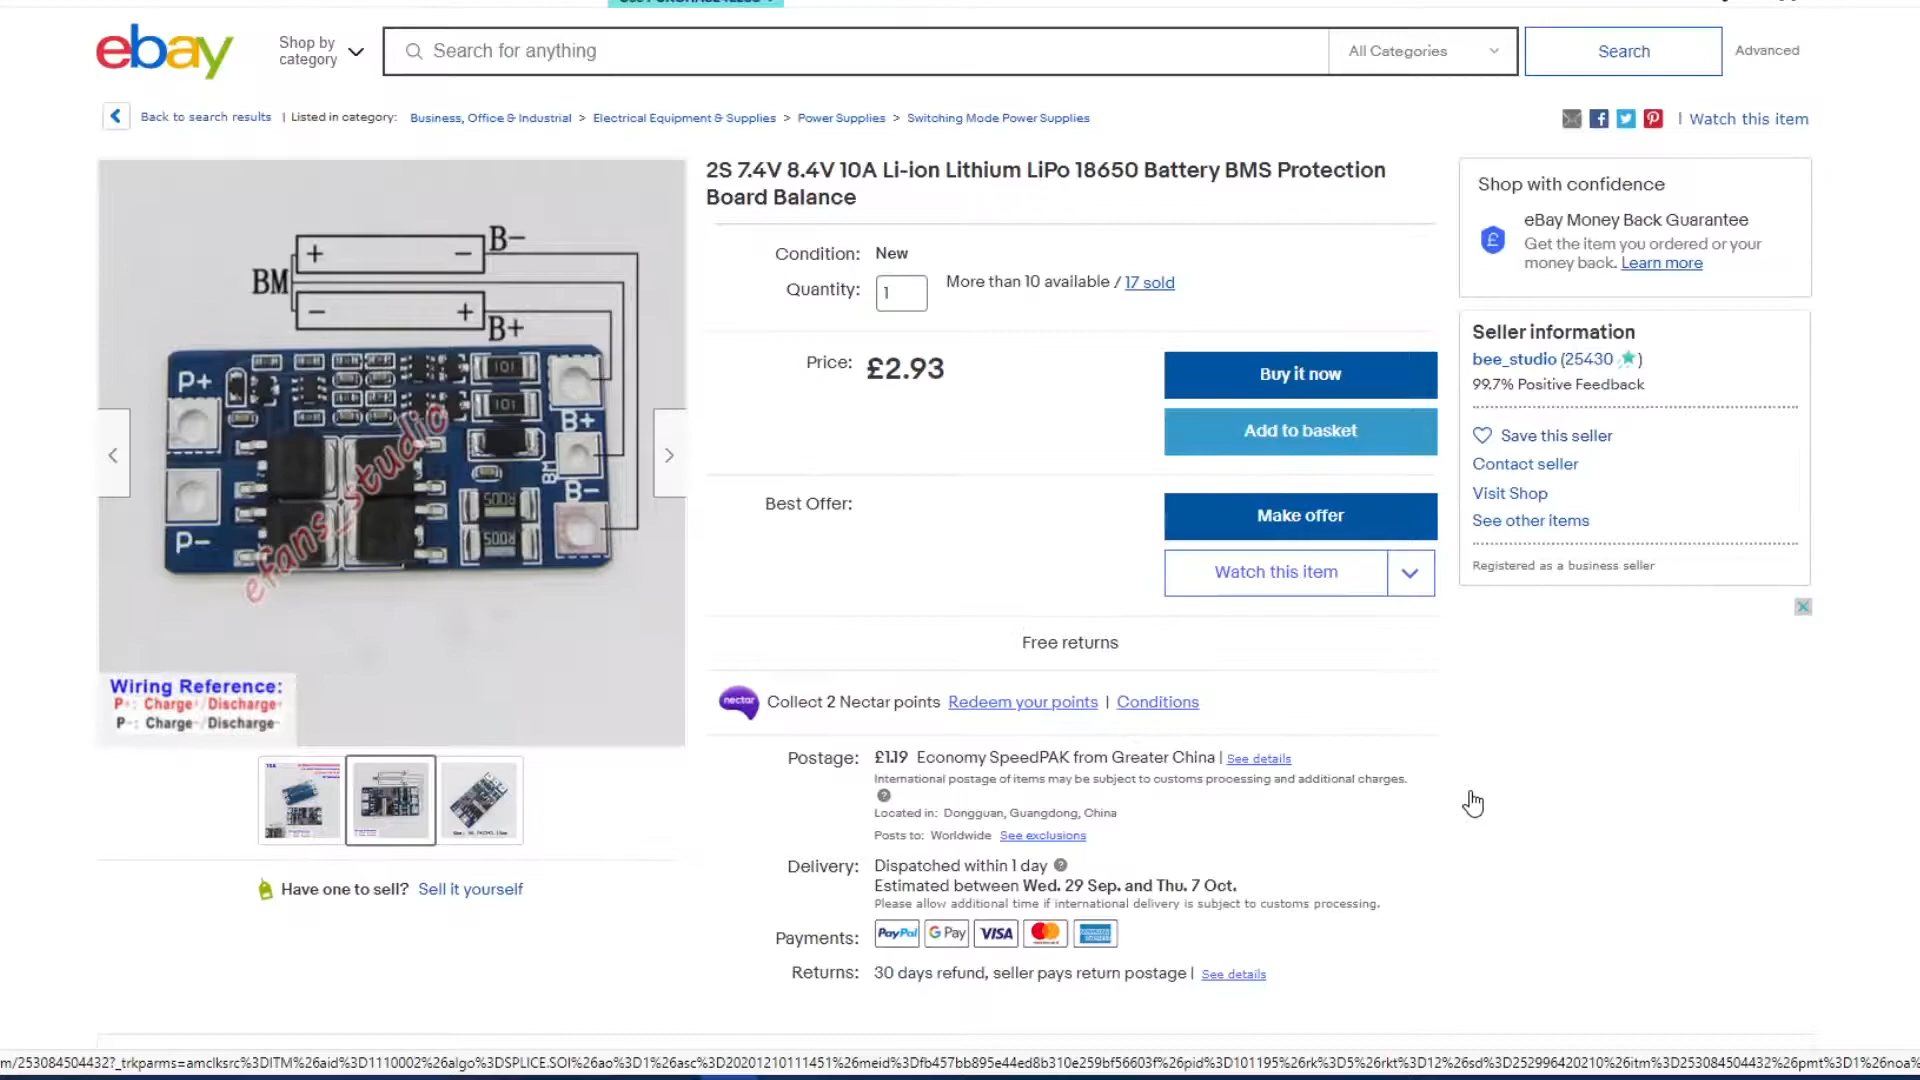 ebay
Shop by
category
Search for anything
All Categories
Search
Advanced
Back to search results | Listed in category: Business, Office & Industrial > Electrical Equipment & Supplies > Power Supplies > Switching Mode Power Supplies
| Watch this item
2S 7.4V 8.4V 10A Li-ion Lithium LiPo 18650 Battery BMS Protection
Board Balance
Condition: New
Quantity: 1 More than 10 available / 17 sold
Price: £2.93
Buy it now
Add to basket
Best Offer:
Make offer
Watch this item
Free returns
nectar Collect 2 Nectar points Redeem your points | Conditions
Postage: £1.19 Economy SpeedPAK from Greater China | See details
International postage of items may be subject to customs processing and additional charges.
Located in: Dongguan, Guangdong, China
Posts to: Worldwide See exclusions
Delivery: Dispatched within 1 day
Estimated between Wed. 29 Sep. and Thu. 7 Oct.
Please allow additional time if international delivery is subject to customs processing.
Payments: PayPal G Pay VISA
Returns: 30 days refund, seller pays return postage | See details
Shop with confidence
eBay Money Back Guarantee
Get the item you ordered or your
money back. Learn more
Seller information
bee_studio (25430)
99.7% Positive Feedback
Save this seller
Contact seller
Visit Shop
See other items
Registered as a business seller
+ - B-
BM
- + B+
P+
101
101
B+
BM
B-
P-
R005
R005
efans_studio
Wiring Reference:
P+: Charge+/Discharge+
P-: Charge-/Discharge-
Have one to sell? Sell it yourself